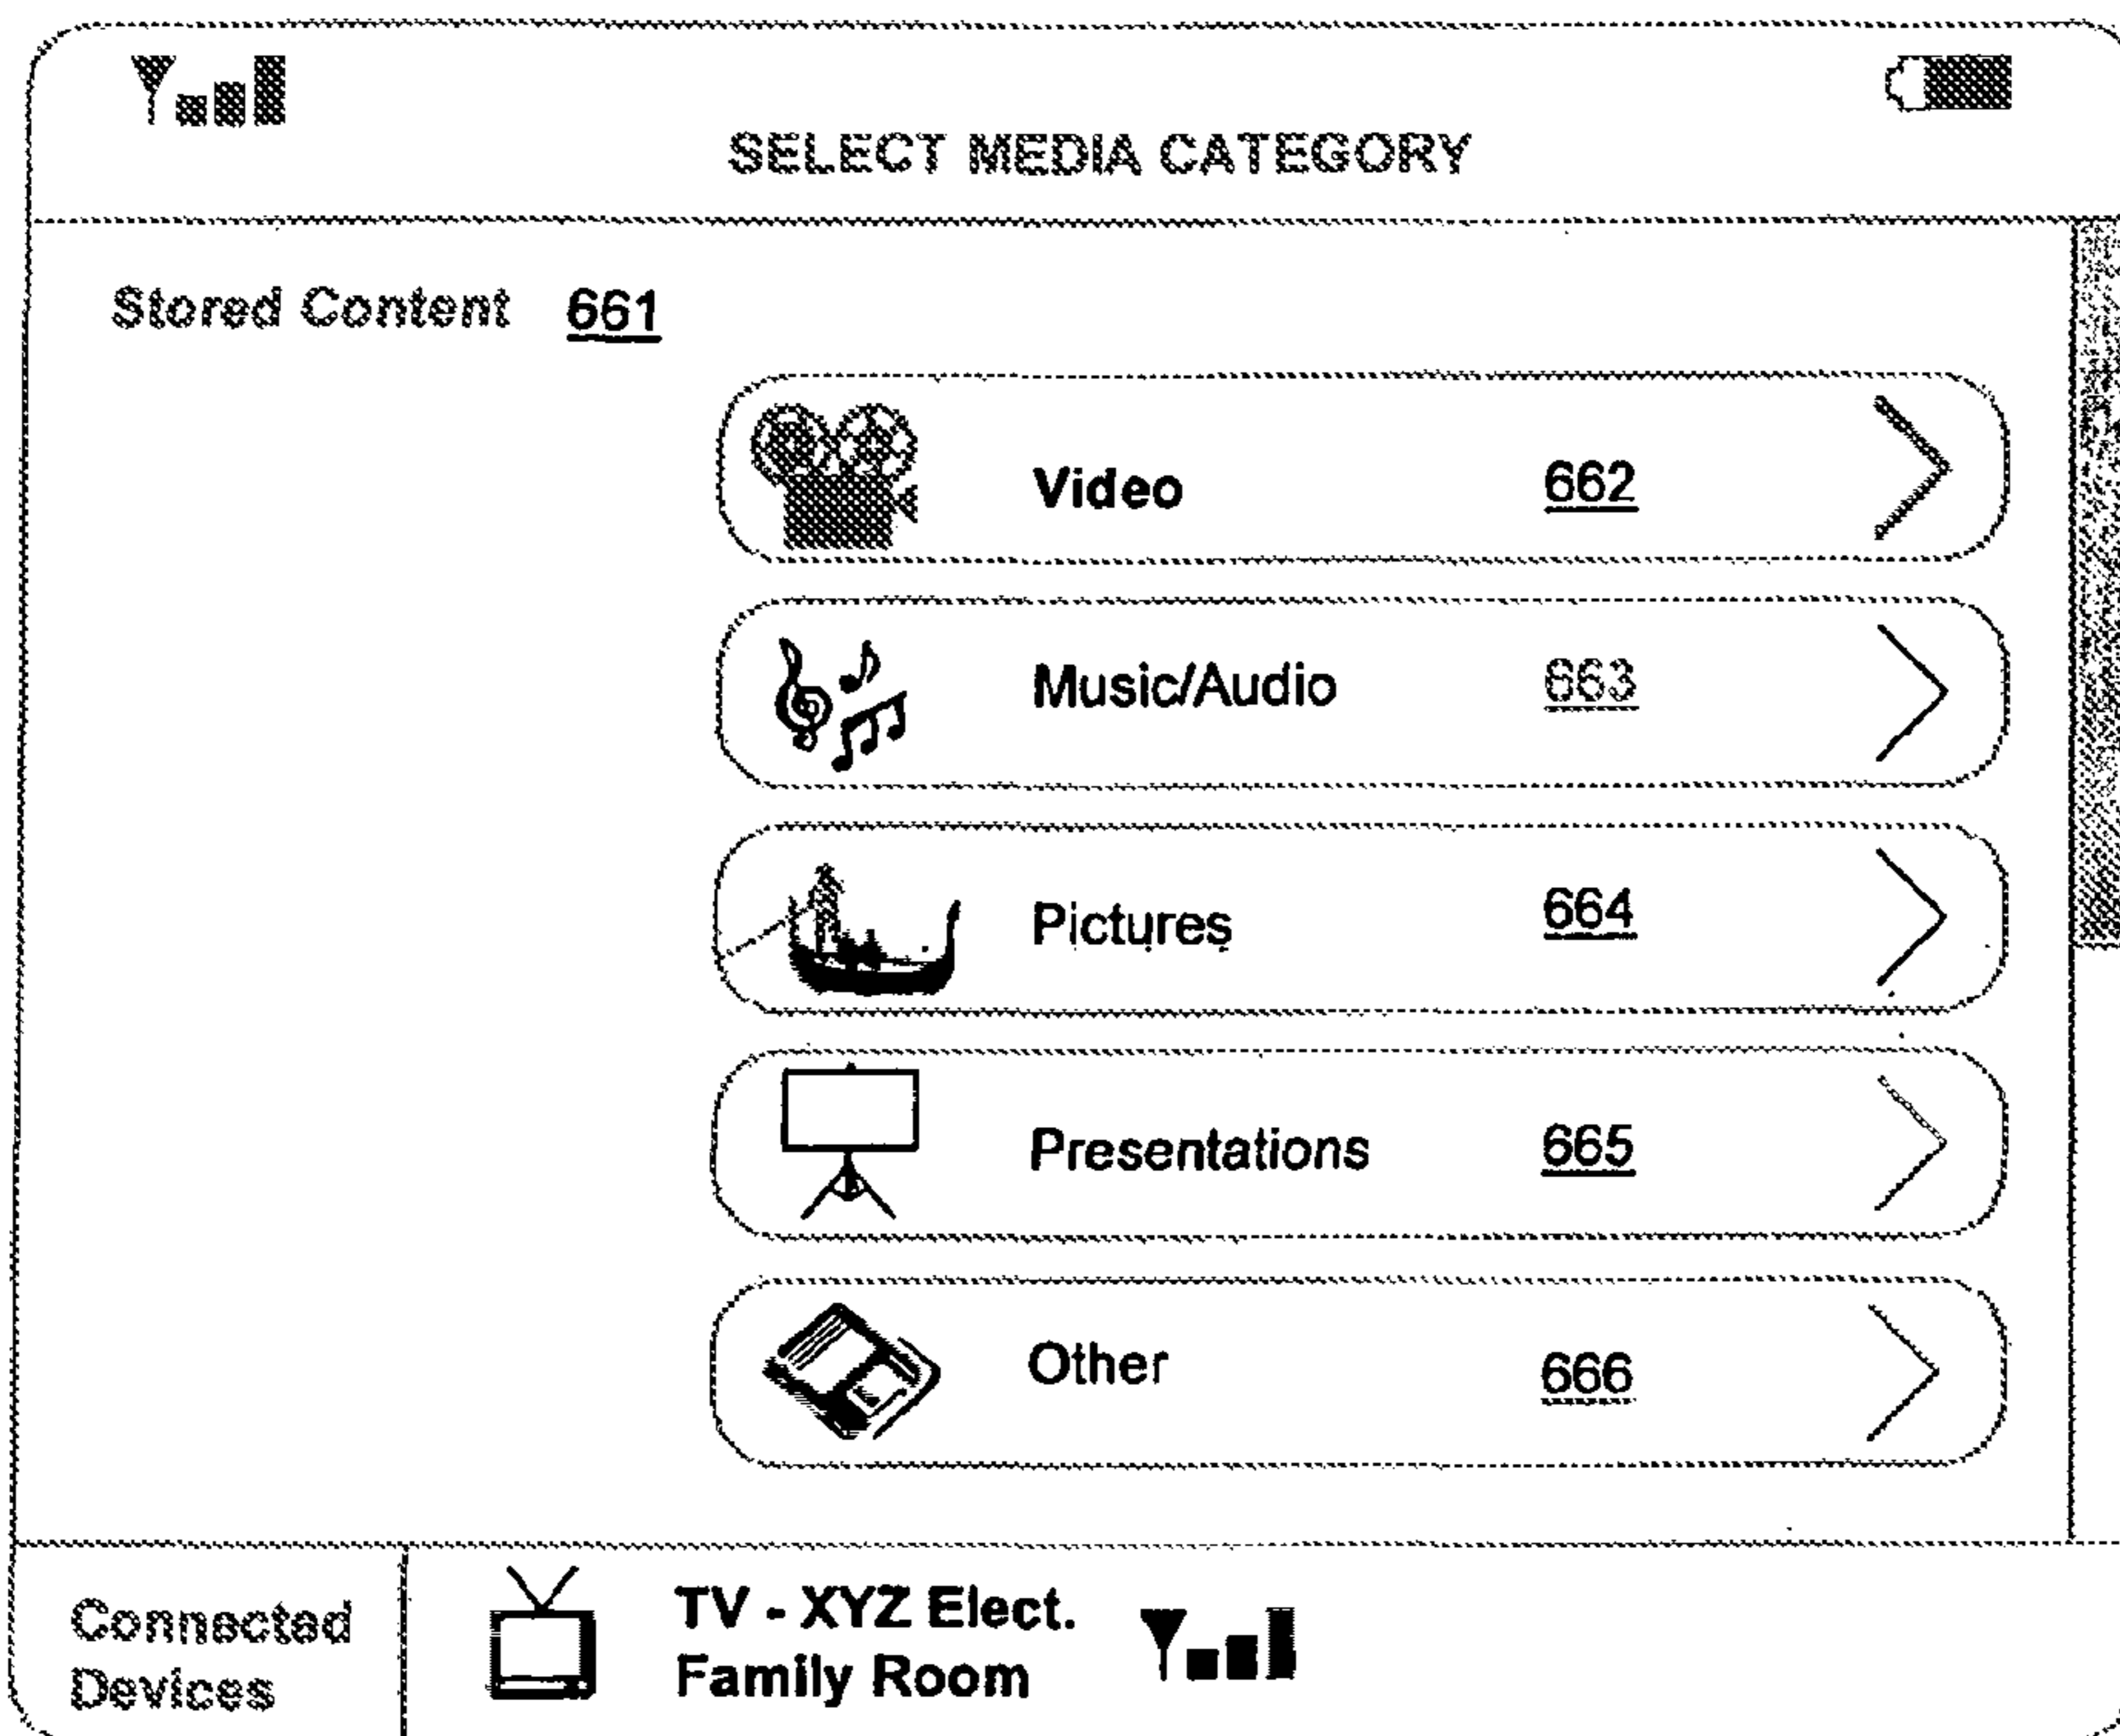 SELECT MEDIA CATEGORY
Stored Content 661
Video 662
Music/Audio 663
Pictures 664
Presentations 665
Other 666
Connected
Devices
TV - XYZ Elect.
Family Room